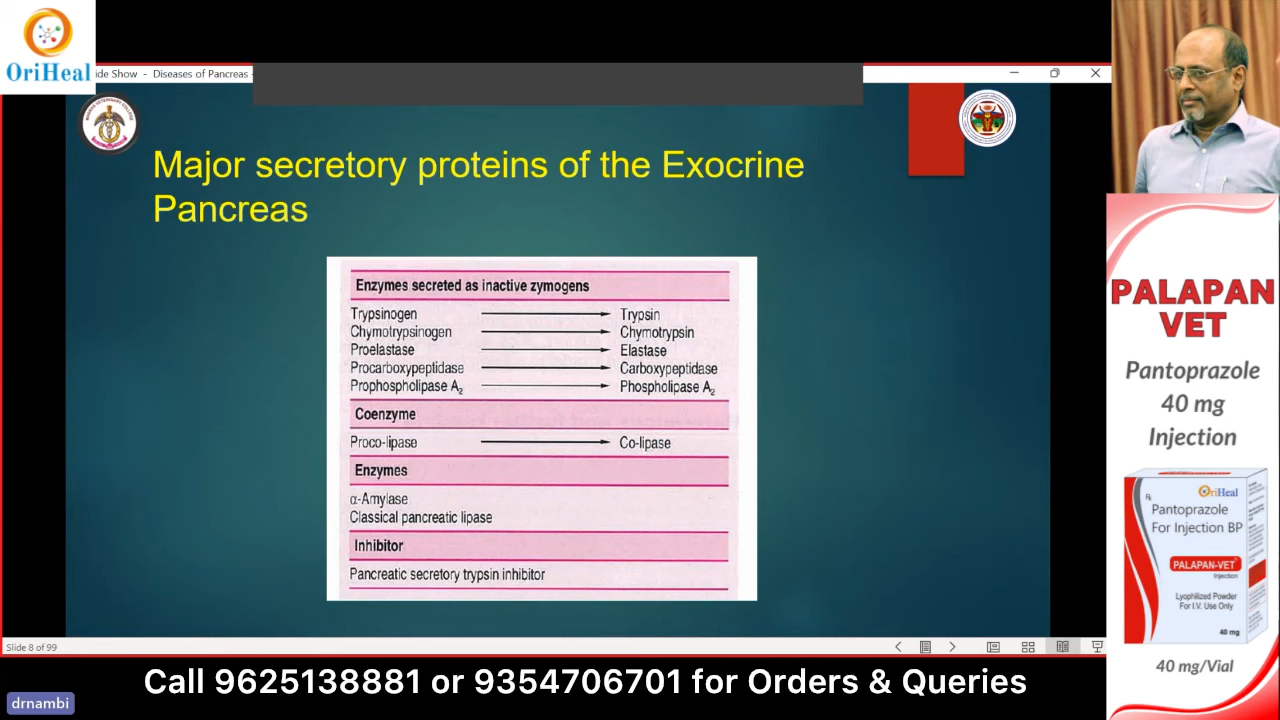 OriHeal
ide Show - Diseases of Pancreas -
Major secretory proteins of the Exocrine
Pancreas
Enzymes secreted as inactive zymogens
Trypsinogen Trypsin
Chymotrypsinogen Chymotrypsin
Proelastase Elastase
Procarboxypeptidase Carboxypeptidase
Prophospholipase A₂ Phospholipase A₂
Coenzyme
Proco-lipase Co-lipase
Enzymes
α-Amylase
Classical pancreatic lipase
Inhibitor
Pancreatic secretory trypsin inhibitor
Slide 8 of 99
PALAPAN
VET
Pantoprazole
40 mg
Injection
OriHeal
Pantoprazole
For Injection BP
PALAPAN-VET
Injection
Lyophilized Powder
For I.V. Use Only
40 mg
40 mg/Vial
Call 9625138881 or 9354706701 for Orders & Queries
drnambi